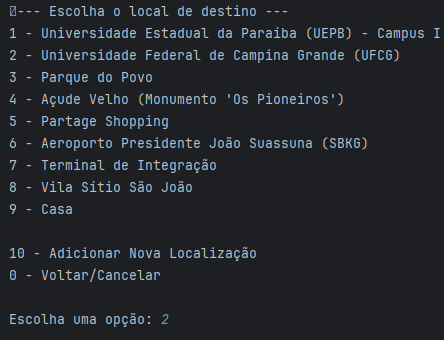 --- Escolha o local de destino ---
1 - Universidade Estadual da Paraíba (UEPB) - Campus I
2 - Universidade Federal de Campina Grande (UFCG)
3 - Parque do Povo
4 - Açude Velho (Monumento 'Os Pioneiros')
5 - Partage Shopping
6 - Aeroporto Presidente João Suassuna (SBKG)
7 - Terminal de Integração
8 - Vila Sítio São João
9 - Casa

10 - Adicionar Nova Localização
0 - Voltar/Cancelar

Escolha uma opção: 2